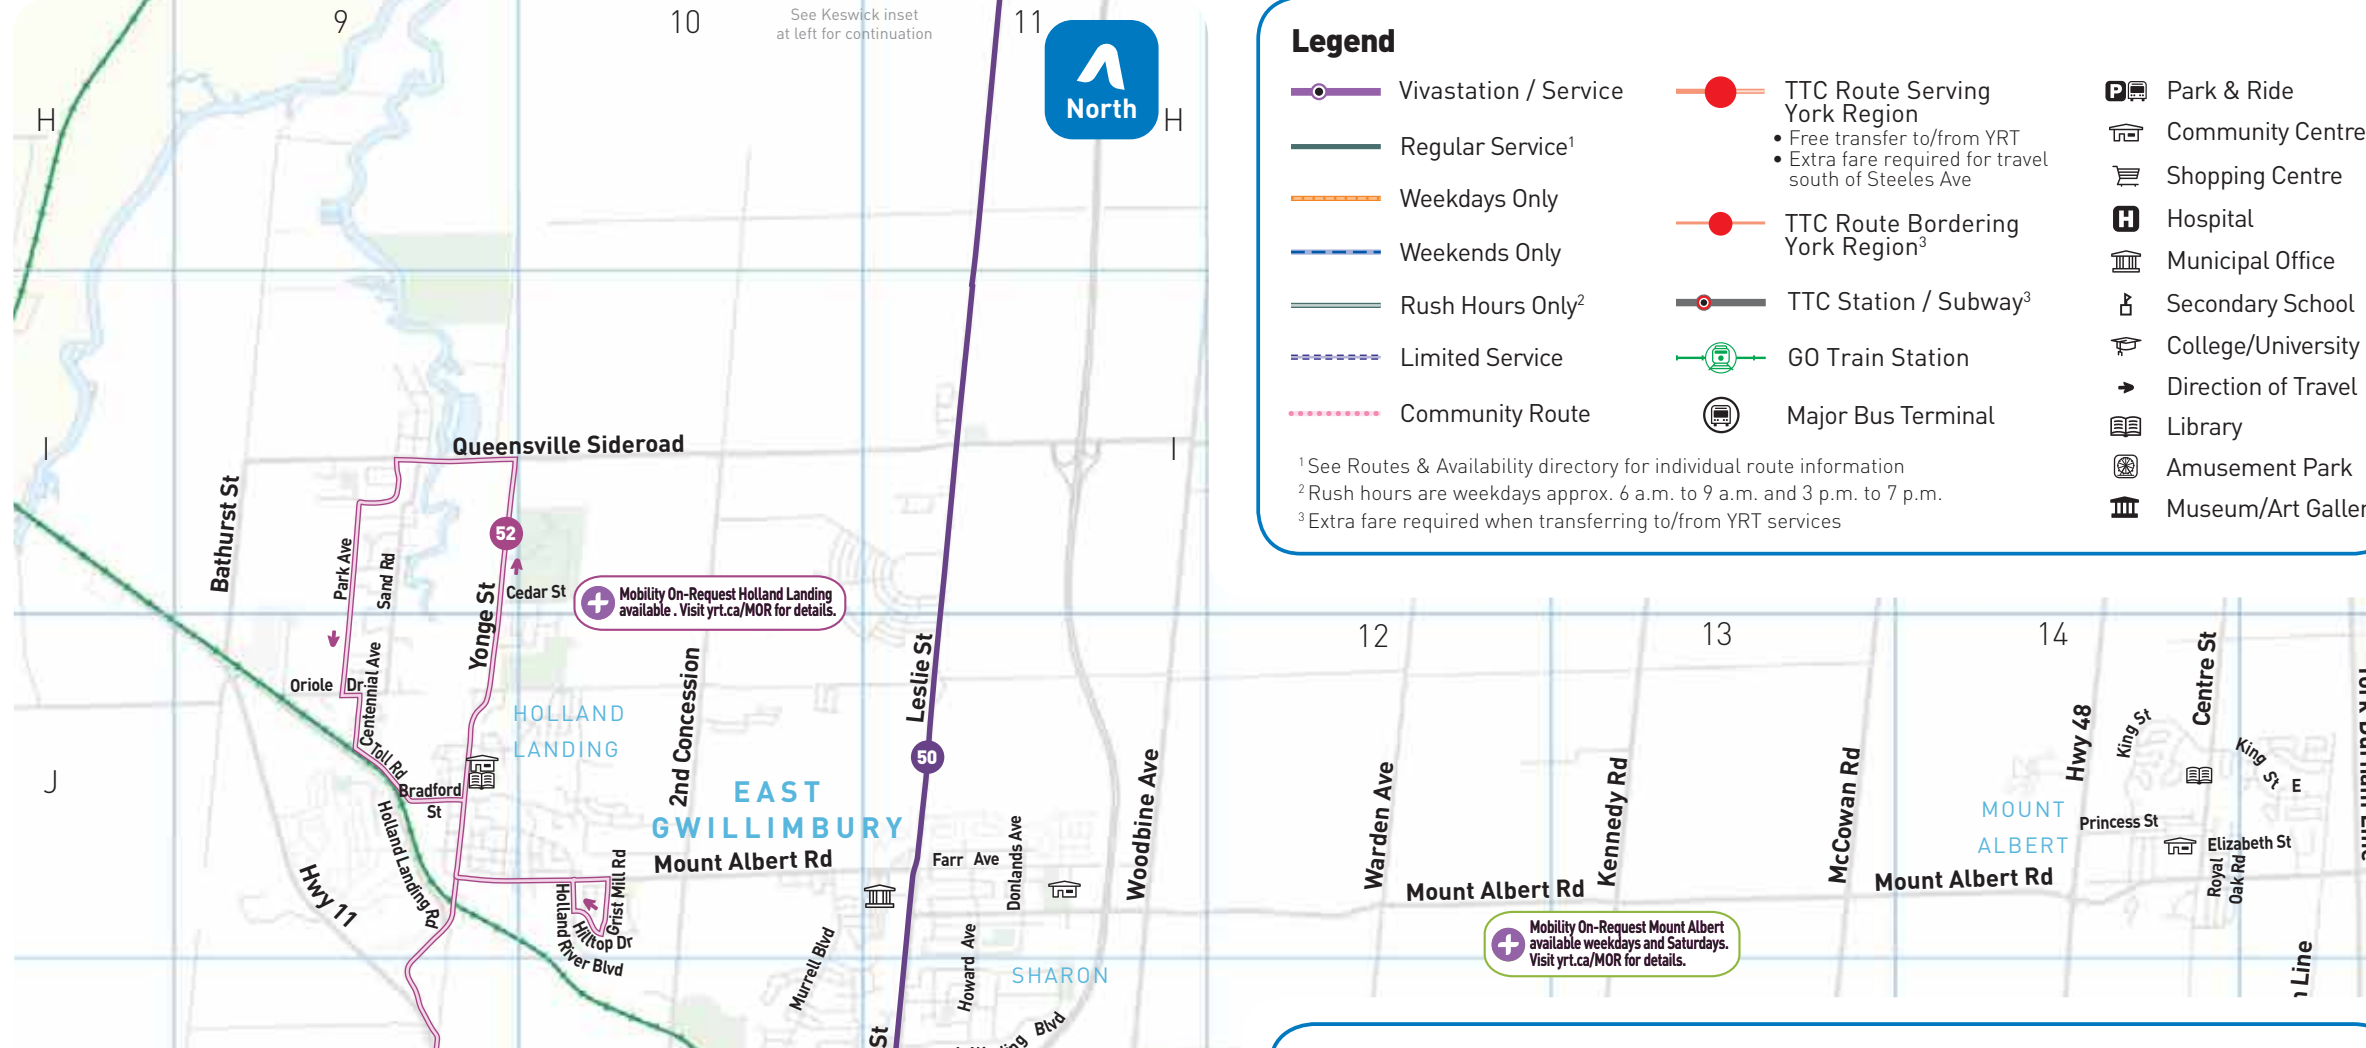 9
10
See Keswick inset
at left for continuation
11
North
H
H
I
I
J
Queensville Sideroad
Bathurst St
Park Ave
Sand Rd
52
Cedar St
Yonge St
Mobility On-Request Holland Landing
available . Visit yrt.ca/MOR for details.
Oriole Dr
Centennial Ave
HOLLAND
LANDING
Toll Rd
Bradford
St
Holland Landing Rd
Hwy 11
2nd Concession
Leslie St
50
EAST
GWILLIMBURY
Mount Albert Rd
Farr Ave
Donlands Ave
Woodbine Ave
Grist Mill Rd
Hilltop Dr
Holland River Blvd
Murrell Blvd
Howard Ave
SHARON
St
Blvd
Legend
Vivastation / Service
Regular Service1
Weekdays Only
Weekends Only
Rush Hours Only2
Limited Service
Community Route
TTC Route Serving
York Region
• Free transfer to/from YRT
• Extra fare required for travel
south of Steeles Ave
TTC Route Bordering
York Region3
TTC Station / Subway3
GO Train Station
Major Bus Terminal
P
Park & Ride
Community Centre
Shopping Centre
H
Hospital
Municipal Office
Secondary School
College/University
Direction of Travel
Library
Amusement Park
Museum/Art Galler
1 See Routes & Availability directory for individual route information
2 Rush hours are weekdays approx. 6 a.m. to 9 a.m. and 3 p.m. to 7 p.m.
3 Extra fare required when transferring to/from YRT services
12
13
14
Warden Ave
Kennedy Rd
McCowan Rd
Hwy 48
King St
Centre St
King St E
MOUNT
ALBERT
Princess St
Elizabeth St
Royal
Oak Rd
Mount Albert Rd
Mount Albert Rd
Mobility On-Request Mount Albert
available weekdays and Saturdays.
Visit yrt.ca/MOR for details.
Line